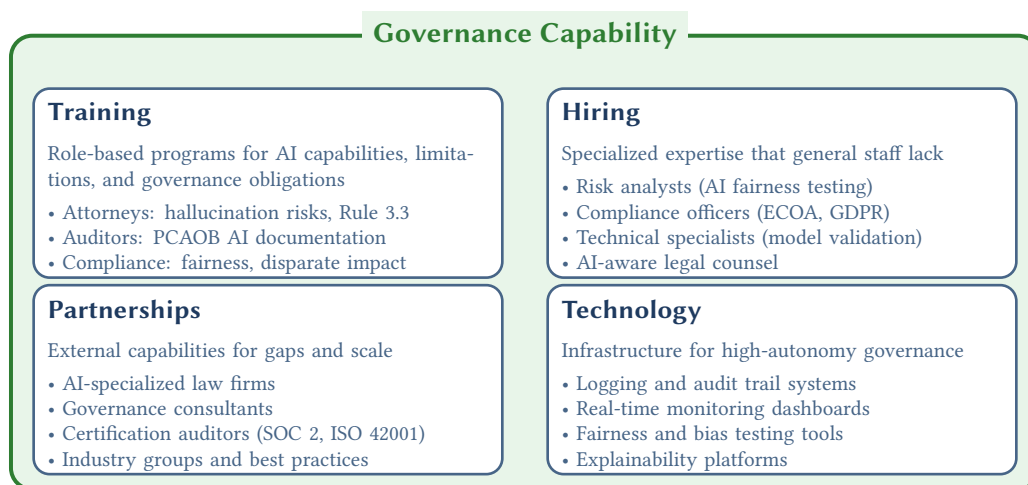 Governance Capability
Training
Role-based programs for AI capabilities, limita-
tions, and governance obligations
• Attorneys: hallucination risks, Rule 3.3
• Auditors: PCAOB AI documentation
• Compliance: fairness, disparate impact
Hiring
Specialized expertise that general staff lack
• Risk analysts (AI fairness testing)
• Compliance officers (ECOA, GDPR)
• Technical specialists (model validation)
• AI-aware legal counsel
Partnerships
External capabilities for gaps and scale
• AI-specialized law firms
• Governance consultants
• Certification auditors (SOC 2, ISO 42001)
• Industry groups and best practices
Technology
Infrastructure for high-autonomy governance
• Logging and audit trail systems
• Real-time monitoring dashboards
• Fairness and bias testing tools
• Explainability platforms